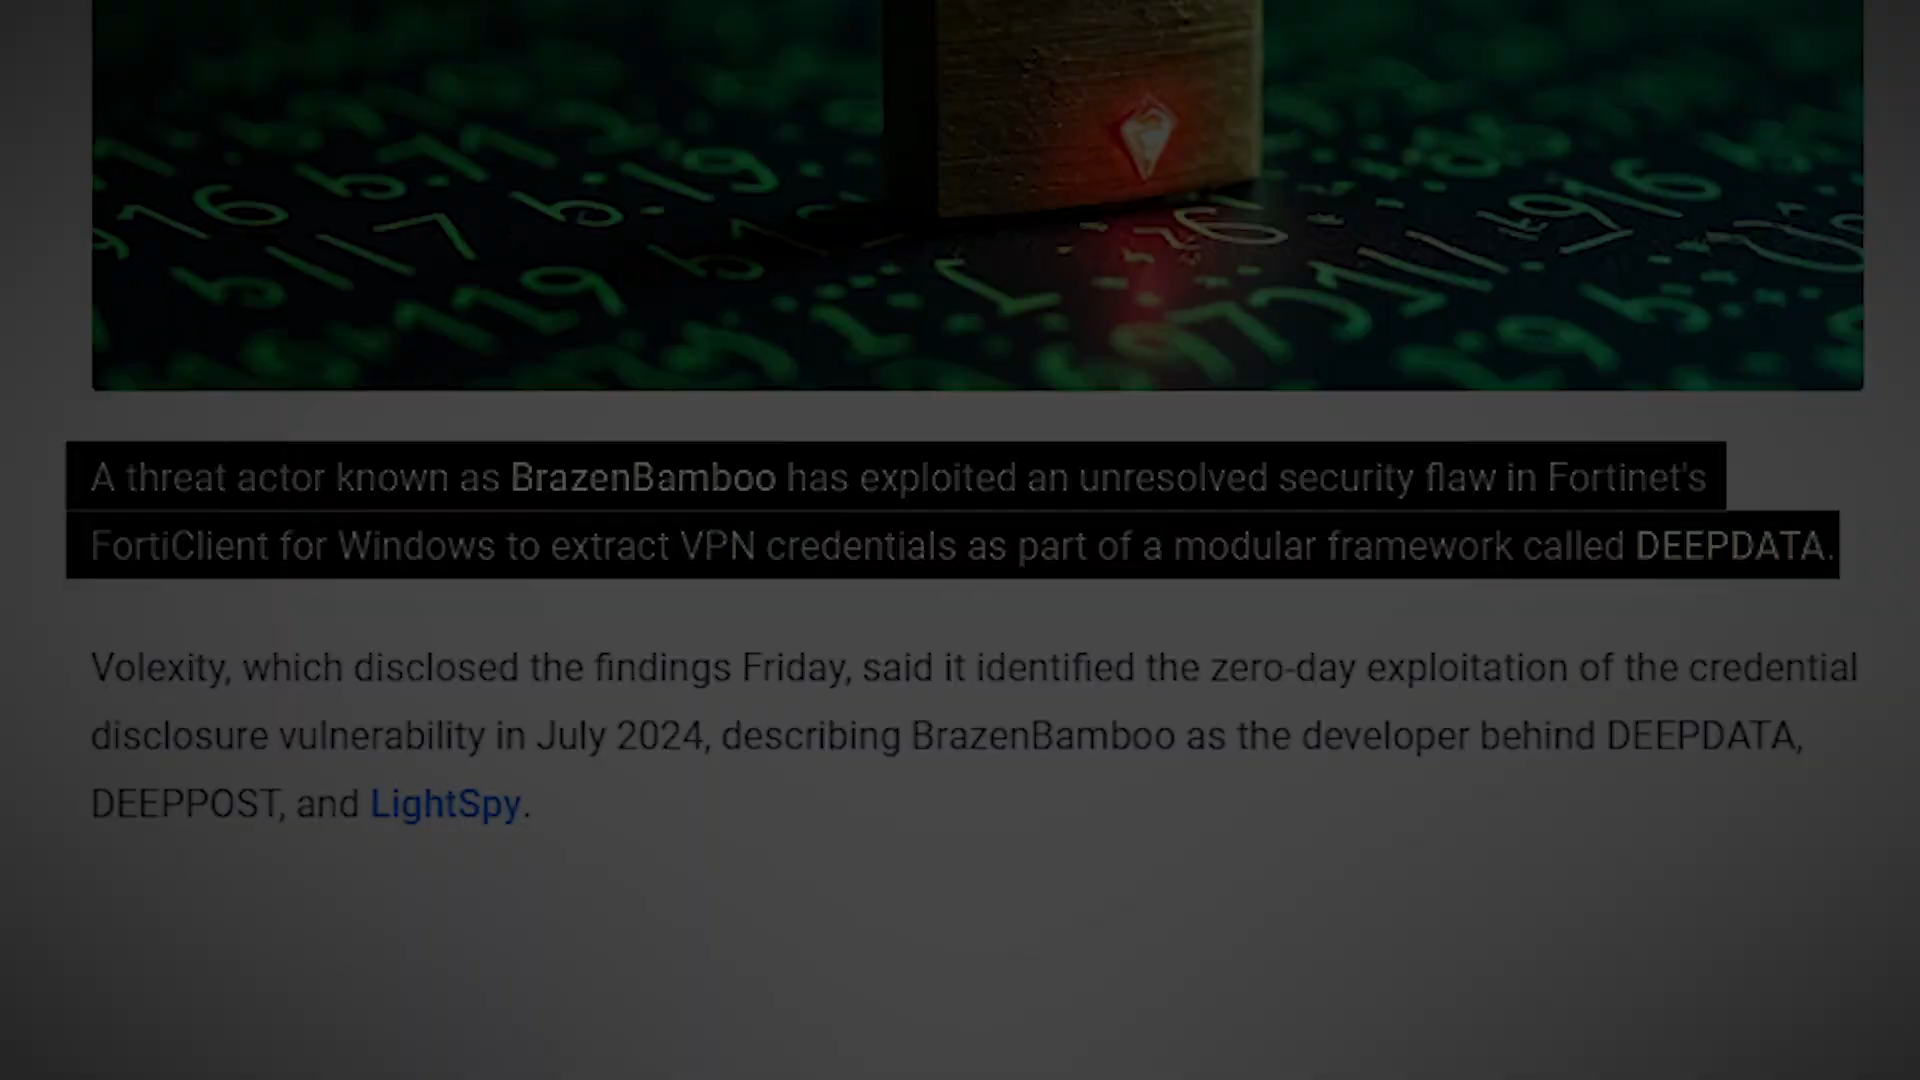 A threat actor known as BrazenBamboo has exploited an unresolved security flaw in Fortinet's
FortiClient for Windows to extract VPN credentials as part of a modular framework called DEEPDATA.
Volexity, which disclosed the findings Friday, said it identified the zero-day exploitation of the credential
disclosure vulnerability in July 2024, describing BrazenBamboo as the developer behind DEEPDATA,
DEEPPOST, and LightSpy.